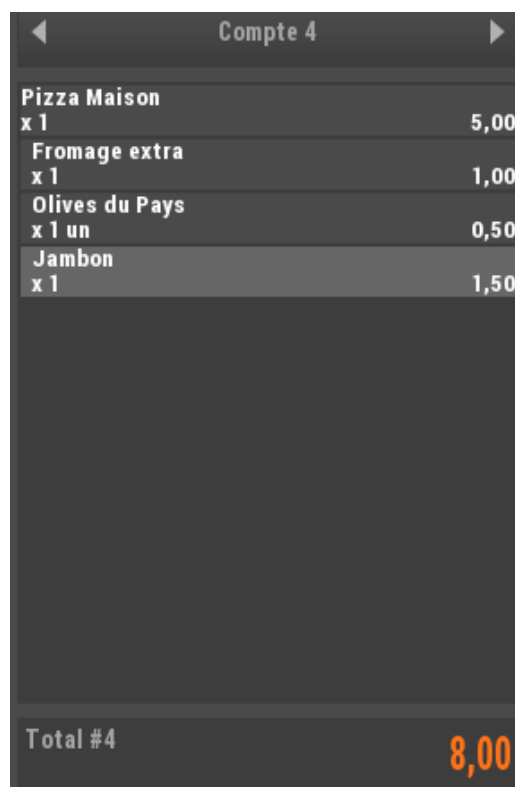 Compte 4
Pizza Maison
x 1 5,00
Fromage extra
x 1 1,00
Olives du Pays
x 1 un 0,50
Jambon
x 1 1,50
Total #4 8,00